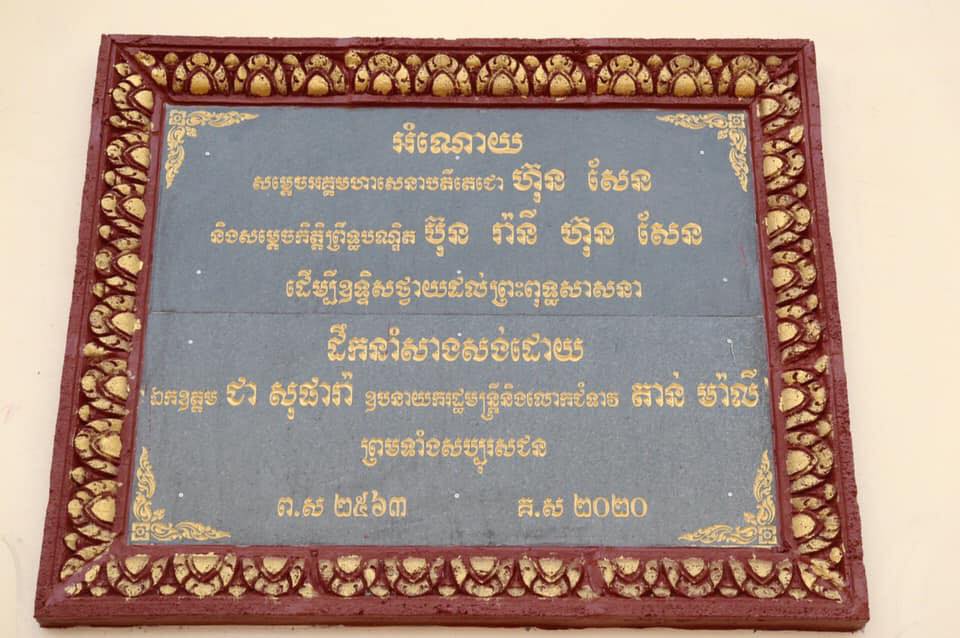 អំណោយ
សម្ដេចអគ្គមហាសេនាបតីតេជោ ហ៊ុន សែន
និងសម្ដេចកិត្តិព្រឹទ្ធបណ្ឌិត ប៊ុន រ៉ានី ហ៊ុន សែន
ដើម្បីឧទ្ទិសថ្វាយដល់ព្រះពុទ្ធសាសនា
ដឹកនាំសាងសង់ដោយ
ឯកឧត្តម ជា សុផារ៉ា ឧបនាយករដ្ឋមន្ត្រីនិងលោកជំទាវ តាន់ ម៉ាលី
ព្រមទាំងសប្បុរសជន
ព.ស ២៥៦៣ គ.ស ២០២០